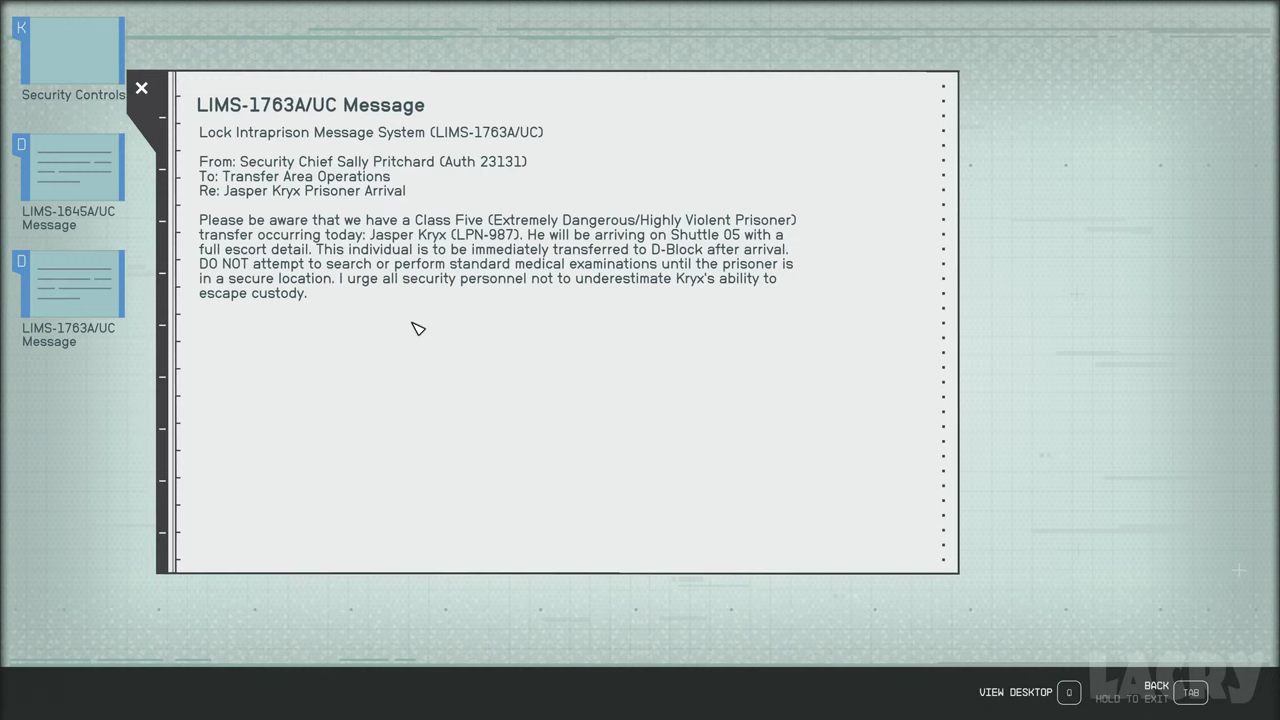 K
Security Controls
D
LIMS-1645A/UC
Message
D
LIMS-1763A/UC
Message
LIMS-1763A/UC Message
Lock Intraprison Message System (LIMS-1763A/UC)
From: Security Chief Sally Pritchard (Auth 23131)
To: Transfer Area Operations
Re: Jasper Kryx Prisoner Arrival
Please be aware that we have a Class Five (Extremely Dangerous/Highly Violent Prisoner)
transfer occurring today: Jasper Kryx (LPN-987). He will be arriving on Shuttle 05 with a
full escort detail. This individual is to be immediately transferred to D-Block after arrival.
DO NOT attempt to search or perform standard medical examinations until the prisoner is
in a secure location. I urge all security personnel not to underestimate Kryx's ability to
escape custody.
VIEW DESKTOP Q
BACK
HOLD TO EXIT TAB